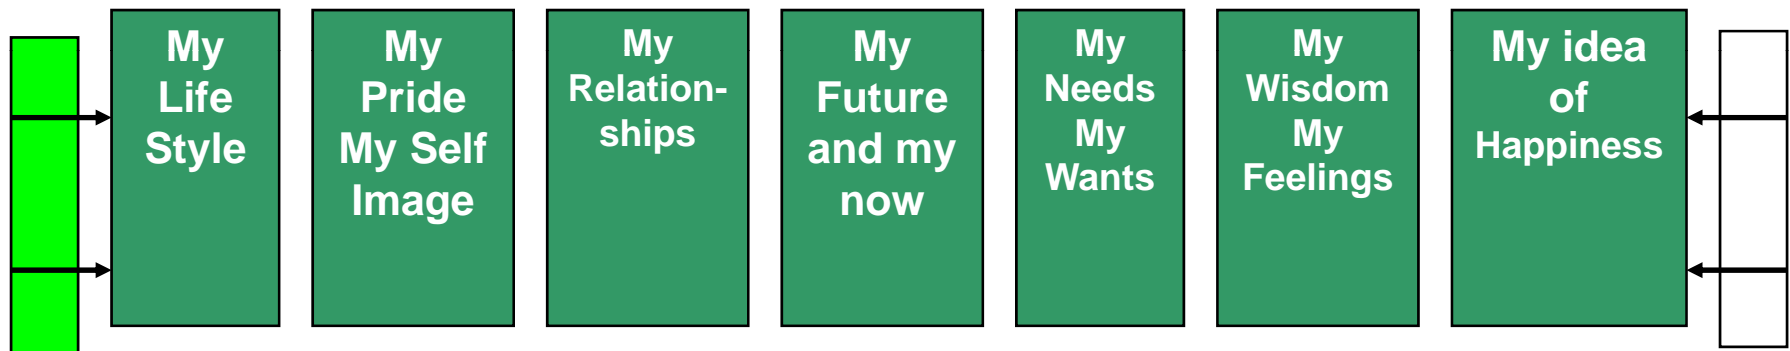 My
Life
Style
My
Pride
My Self
Image
My
Relation-
ships
My
Future
and my
now
My
Needs
My
Wants
My
Wisdom
My
Feelings
My idea
of
Happiness